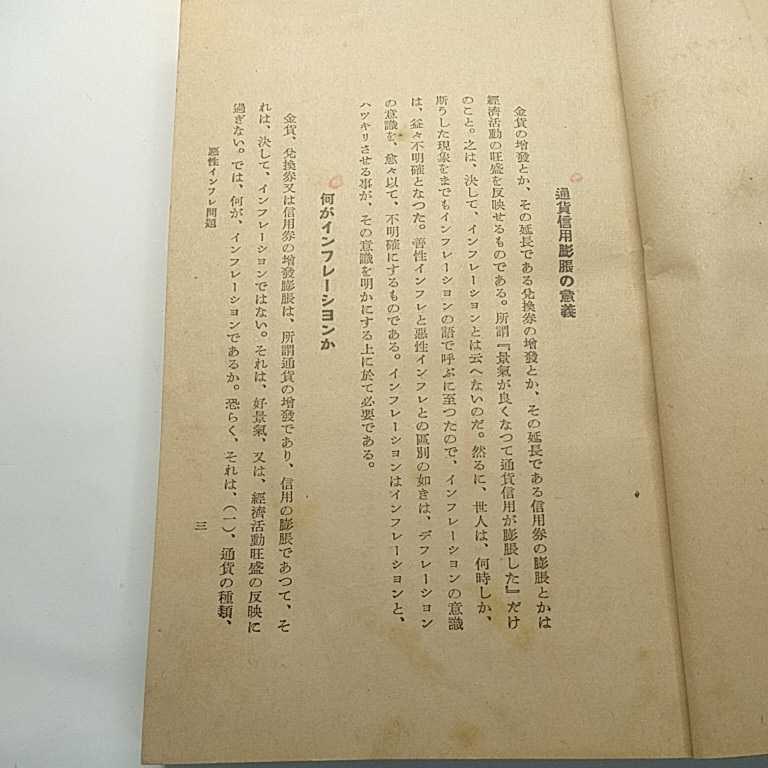 通貨信用膨脹の意義
金貨の增發とか、その延長である兌換券の增發とか、その延長である信用券の膨脹とかは
經濟活動の旺盛を反映せるものである。所謂『景氣が良くなつて通貨信用が膨脹した』だけ
のこと。之は、決して、インフレーションとは云へないのだ。然るに、世人は、何時しか、
斯うした現象をまでもインフレーションの語で呼ぶに至つたので、インフレーションの意識
は、益々不明確となつた。善性インフレと惡性インフレとの區別の如きは、デフレーション
の意識を、愈々以て、不明確にするものである。インフレーションはインフレーションと、
ハツキリさせる事が、その意識を明かにする上に於て必要である。
何がインフレーシヨンか
金貨、兌換券又は信用券の增發膨脹は、所謂通貨の增發であり、信用の膨脹であつて、そ
れは、決して、インフレーションではない。それは、好景氣、又は、經濟活動旺盛の反映に
過ぎない。では、何が、インフレーションであるか。恐らく、それは、(一)、通貨の種類、
惡性インフレ問題
三